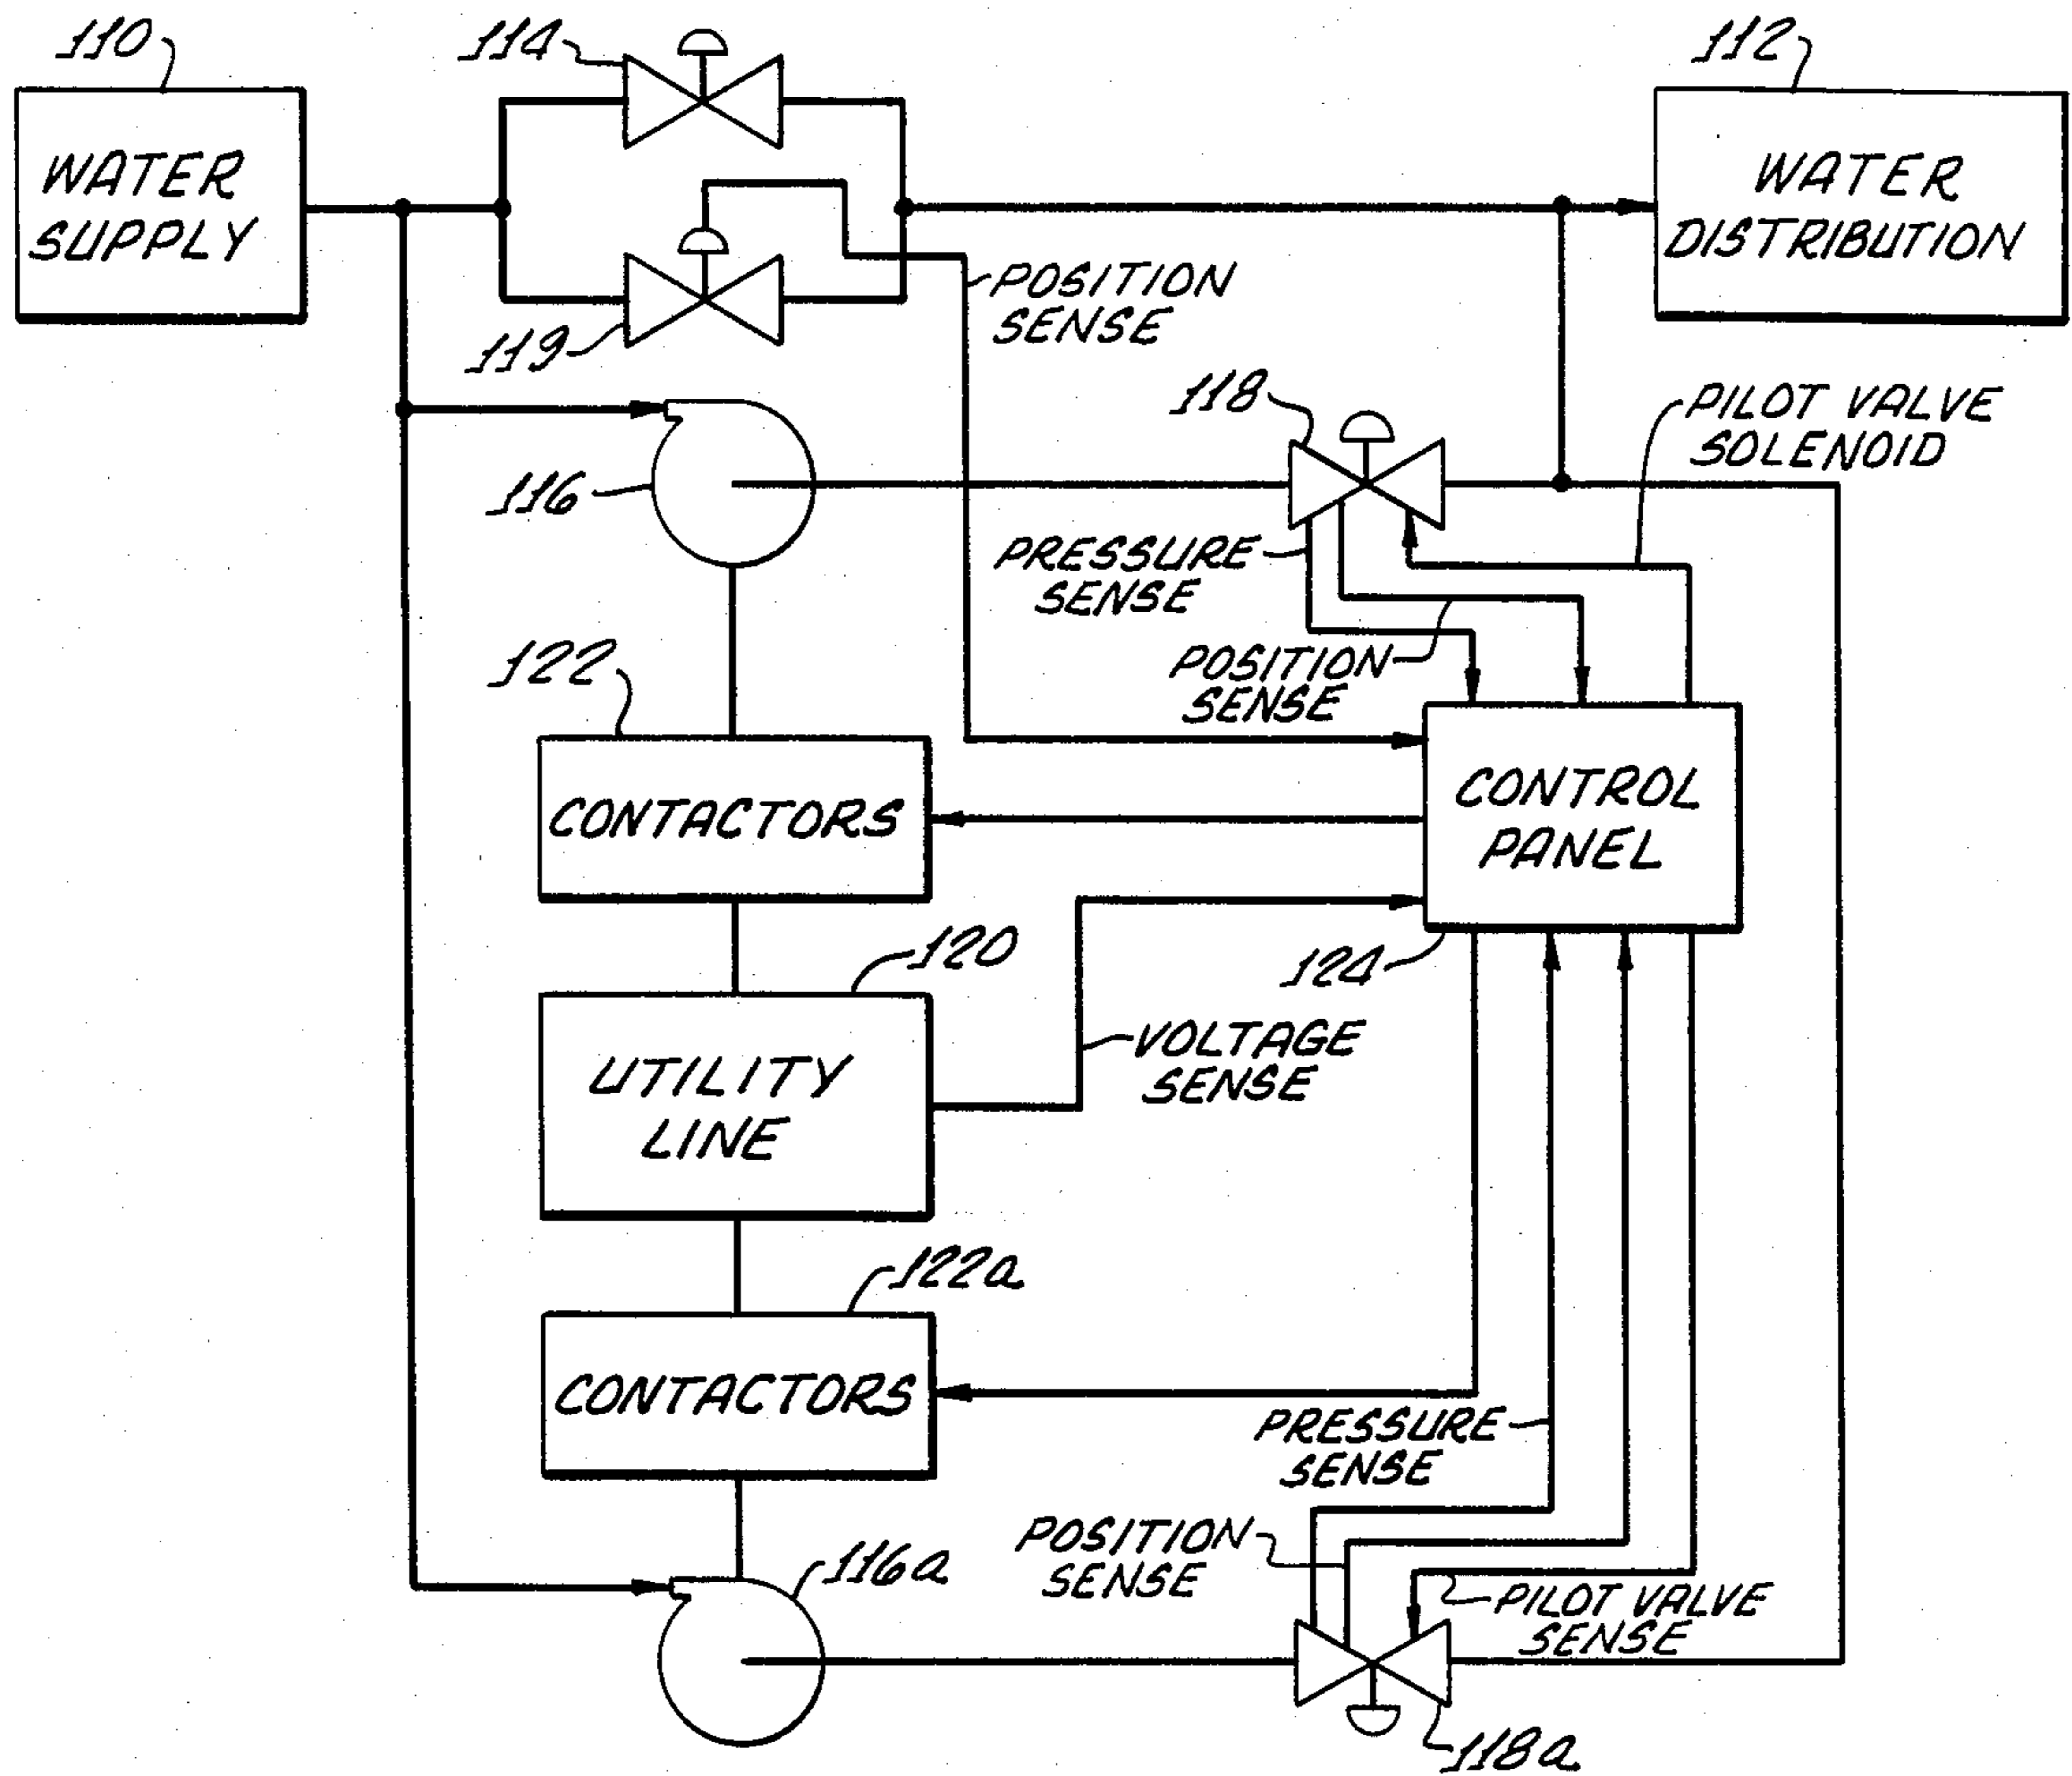 110
114
112
WATER
SUPPLY
WATER
DISTRIBUTION
119
POSITION
SENSE
118
PILOT VALVE
SOLENOID
116
PRESSURE
SENSE
POSITION
SENSE
122
CONTACTORS
CONTROL
PANEL
120
124
UTILITY
LINE
VOLTAGE
SENSE
122a
CONTACTORS
PRESSURE
SENSE
POSITION
SENSE
116a
PILOT VALVE
SENSE
118a